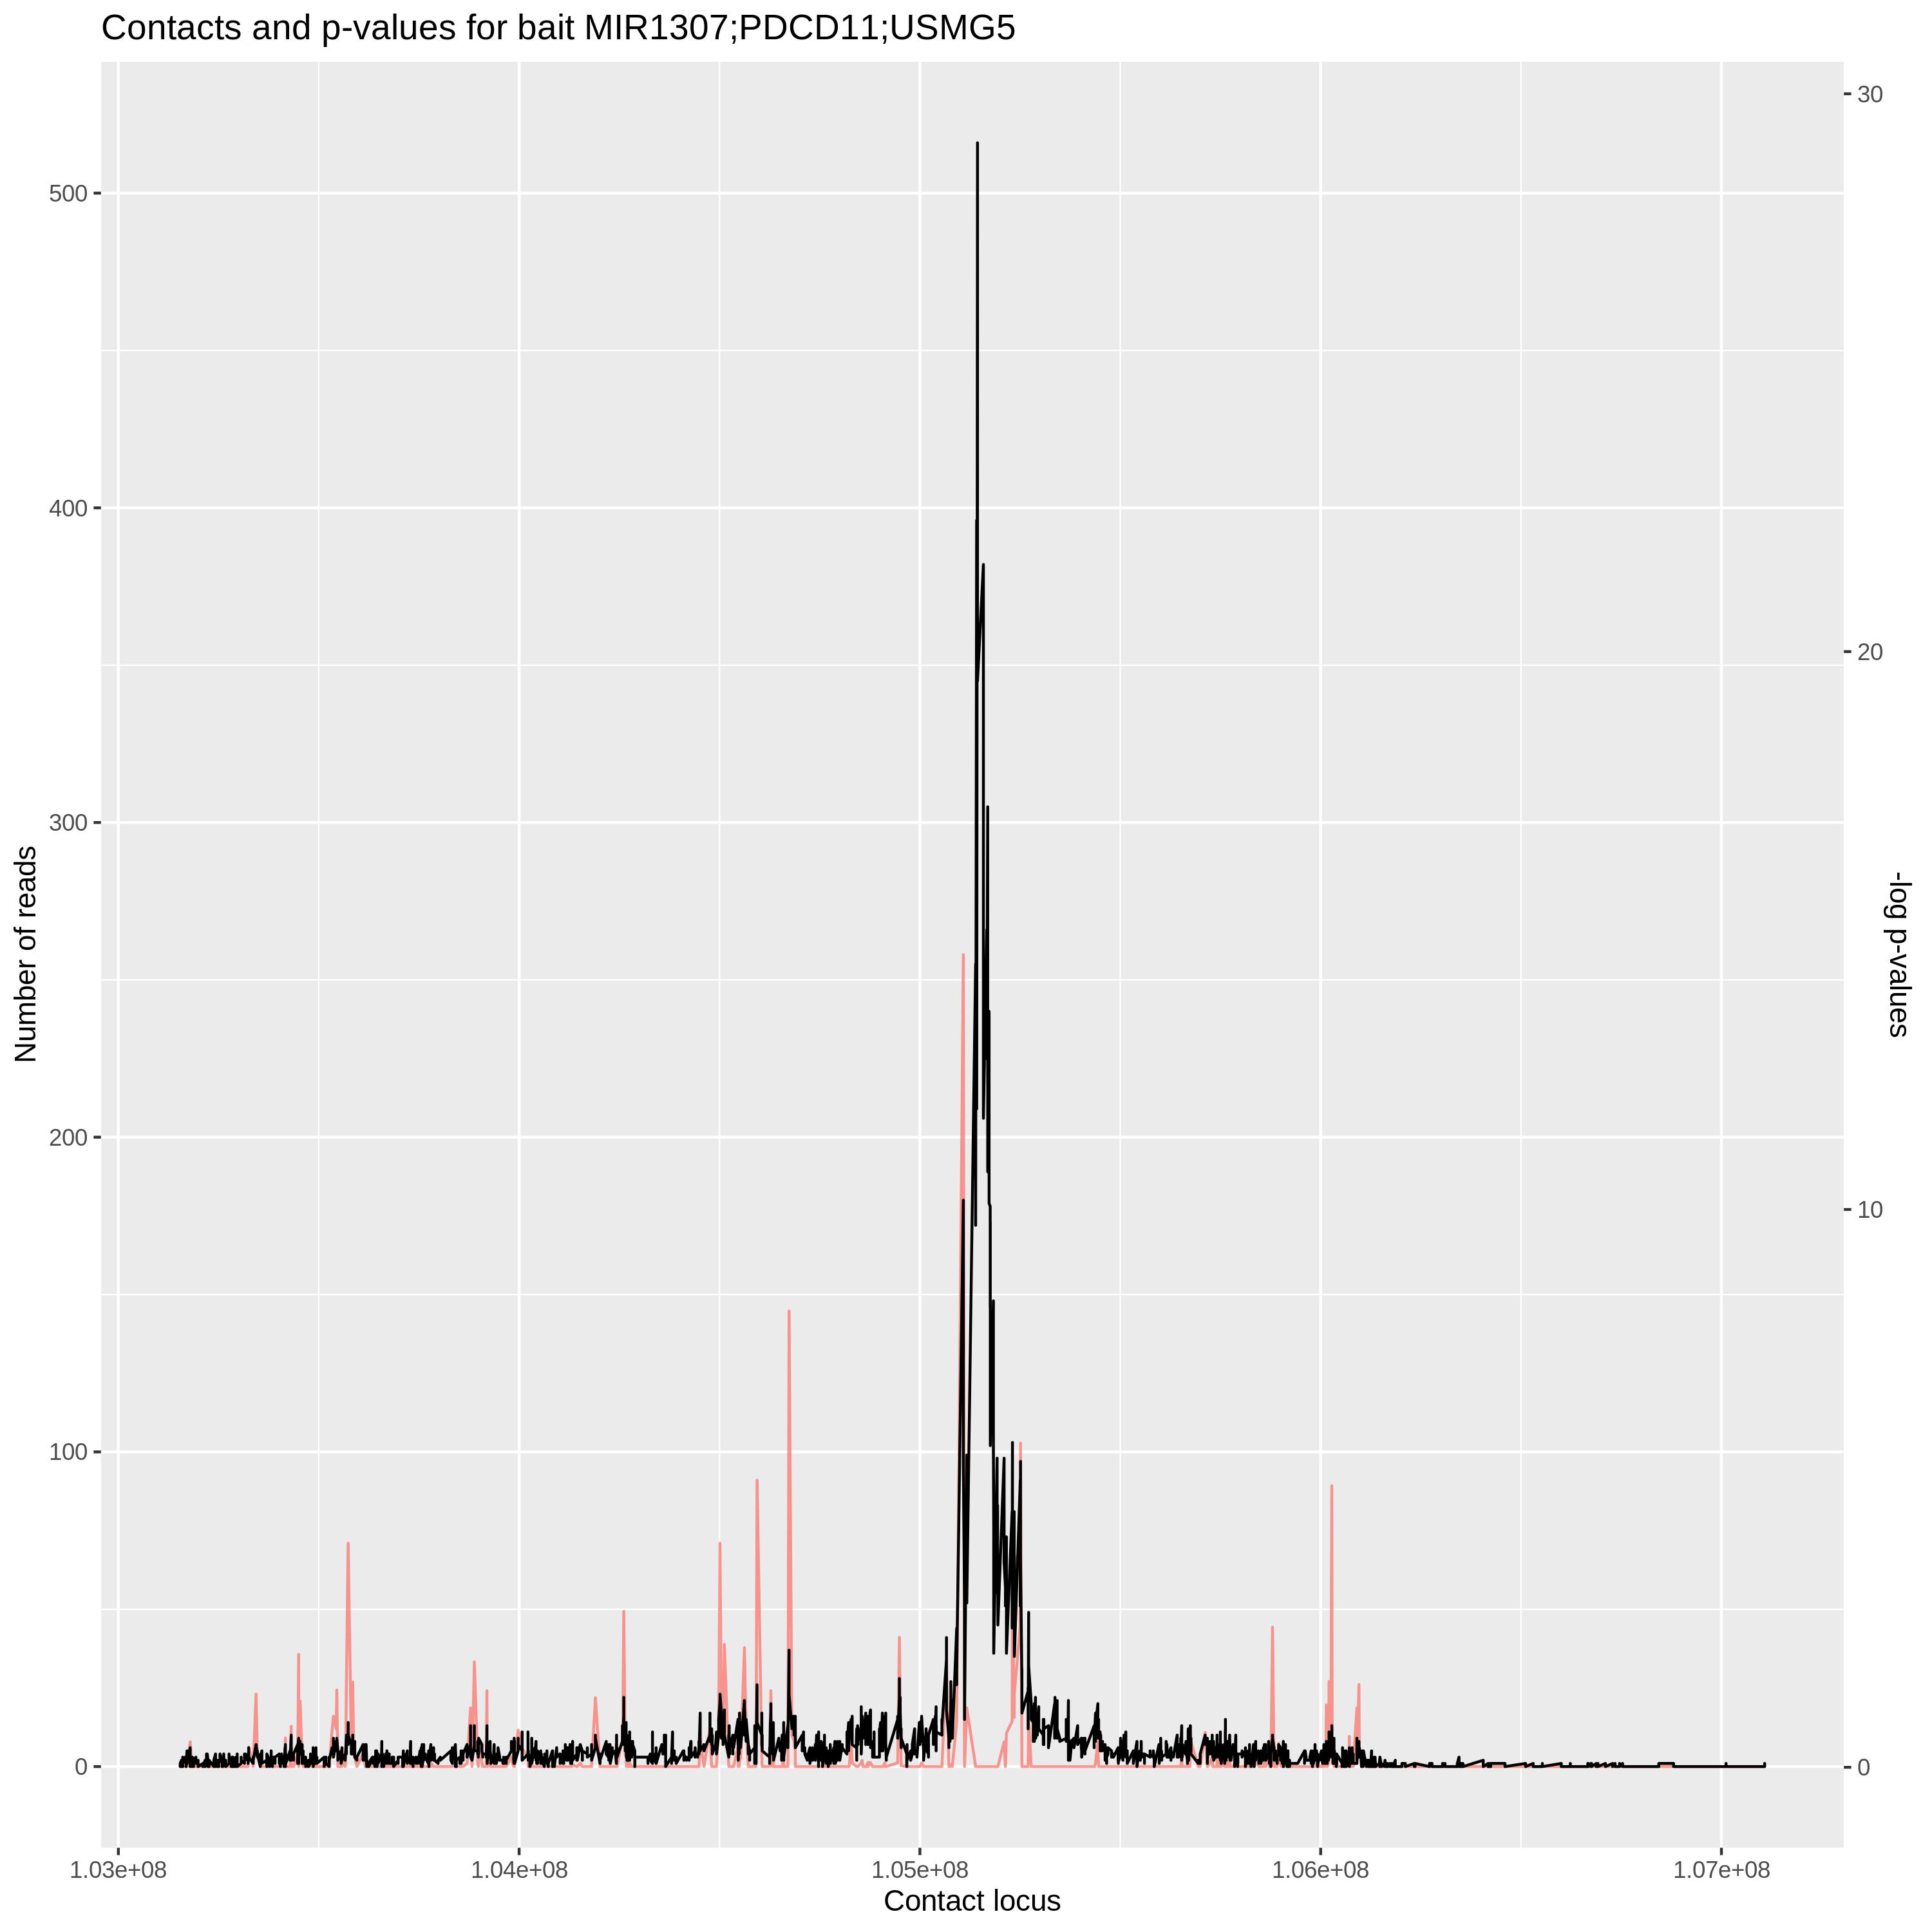 Contacts and p-values for bait MIR1307;PDCD11;USMG5
Number of reads
500
400
300
200
100
0
30
20
10
0
-log p-values
1.03e+08 1.04e+08 1.05e+08 1.06e+08 1.07e+08
Contact locus